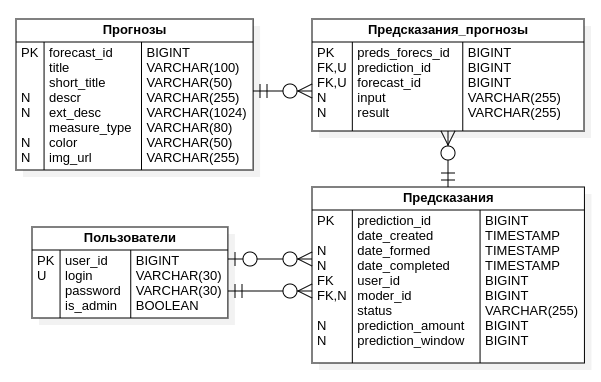 Прогнозы
PK forecast_id BIGINT
title VARCHAR(100)
short_title VARCHAR(50)
N descr VARCHAR(255)
N ext_desc VARCHAR(1024)
measure_type VARCHAR(80)
N color VARCHAR(50)
N img_url VARCHAR(255)
Предсказания_прогнозы
PK preds_forecs_id BIGINT
FK,U prediction_id BIGINT
FK,U forecast_id BIGINT
N input VARCHAR(255)
N result VARCHAR(255)
Пользователи
PK user_id BIGINT
U login VARCHAR(30)
password VARCHAR(30)
is_admin BOOLEAN
Предсказания
PK prediction_id BIGINT
date_created TIMESTAMP
N date_formed TIMESTAMP
N date_completed TIMESTAMP
FK user_id BIGINT
FK,N moder_id BIGINT
status VARCHAR(255)
N prediction_amount BIGINT
N prediction_window BIGINT